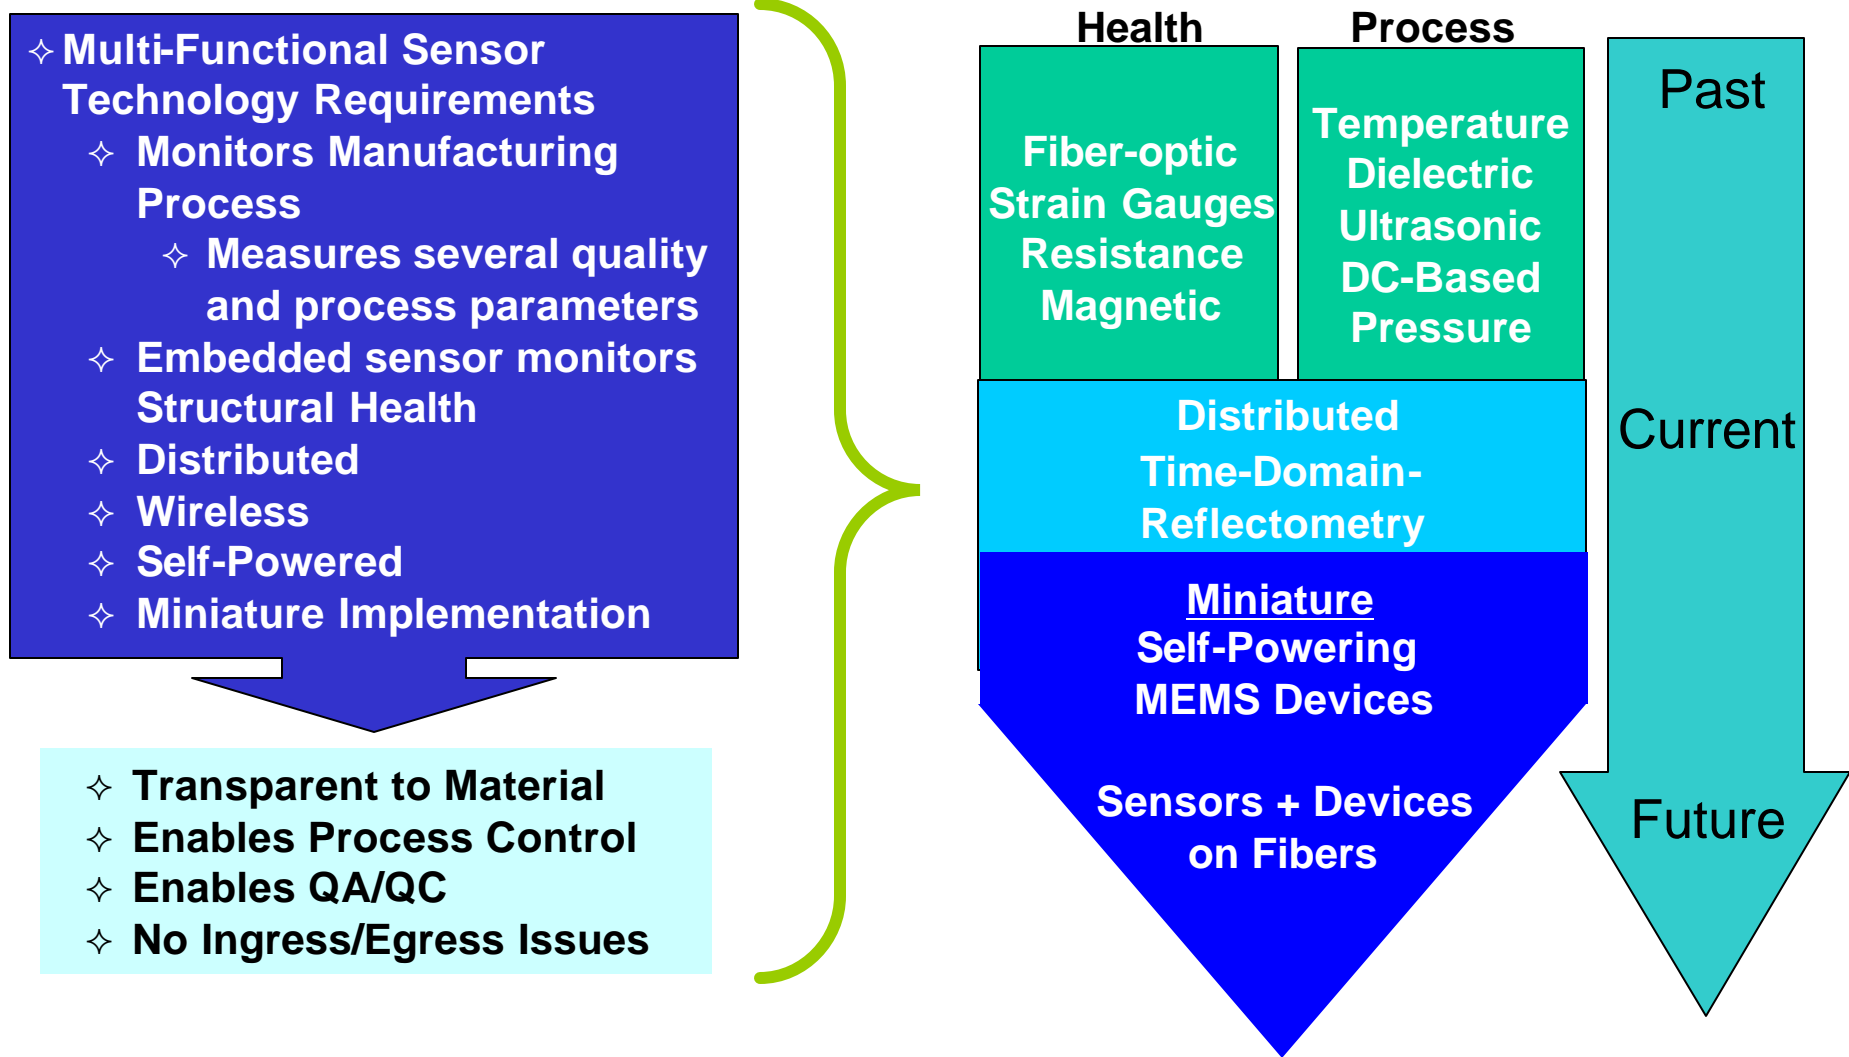 Multi-Functional Sensor
Technology Requirements
Monitors Manufacturing
Process
Measures several quality
and process parameters
Embedded sensor monitors
Structural Health
Distributed
Wireless
Self-Powered
Miniature Implementation
Transparent to Material
Enables Process Control
Enables QA/QC
No Ingress/Egress Issues
Health
Fiber-optic
Strain Gauges
Resistance
Magnetic
Process
Temperature
Dielectric
Ultrasonic
DC-Based
Pressure
Distributed
Time-Domain-
Reflectometry
Miniature
Self-Powering
MEMS Devices
Sensors + Devices
on Fibers
Past
Current
Future